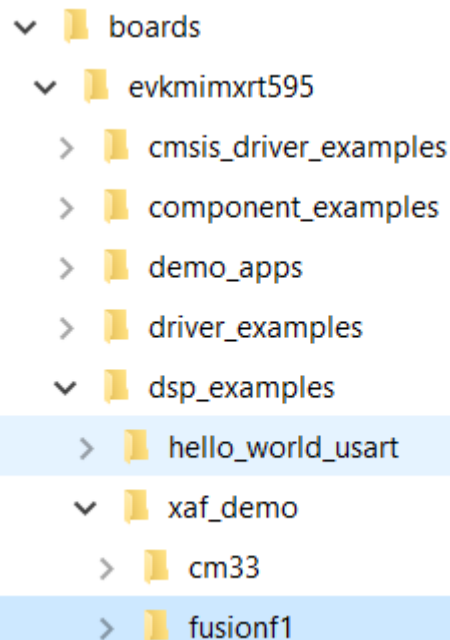 boards
evkmimxrt595
cmsis_driver_examples
component_examples
demo_apps
driver_examples
dsp_examples
hello_world_usart
xaf_demo
cm33
fusionf1